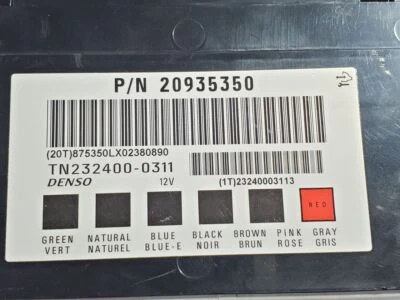 P/N 20935350
(20T)875350LX02380890
TN232400-0311
DENSO 12V
(1T)23240003113
RED
GREEN NATURAL BLUE BLACK BROWN PINK GRAY
VERT NATUREL BLUE-E NOIR BRUN ROSE GRIS